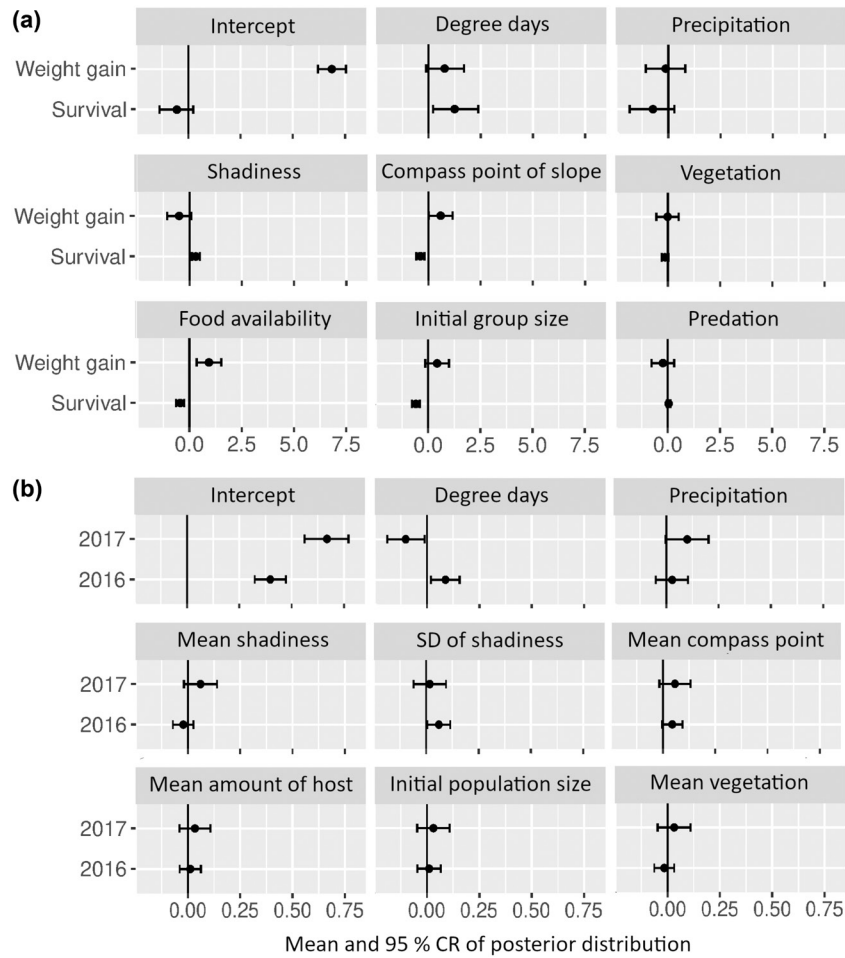 (a)
Intercept Degree days Precipitation
Weight gain
Survival
Shadiness Compass point of slope Vegetation
Weight gain
Survival
Food availability Initial group size Predation
Weight gain
Survival
0.0 2.5 5.0 7.5 0.0 2.5 5.0 7.5 0.0 2.5 5.0 7.5
(b)
Intercept Degree days Precipitation
2017
2016
Mean shadiness SD of shadiness Mean compass point
2017
2016
Mean amount of host Initial population size Mean vegetation
2017
2016
0.00 0.25 0.50 0.75 0.00 0.25 0.50 0.75 0.00 0.25 0.50 0.75
Mean and 95 % CR of posterior distribution